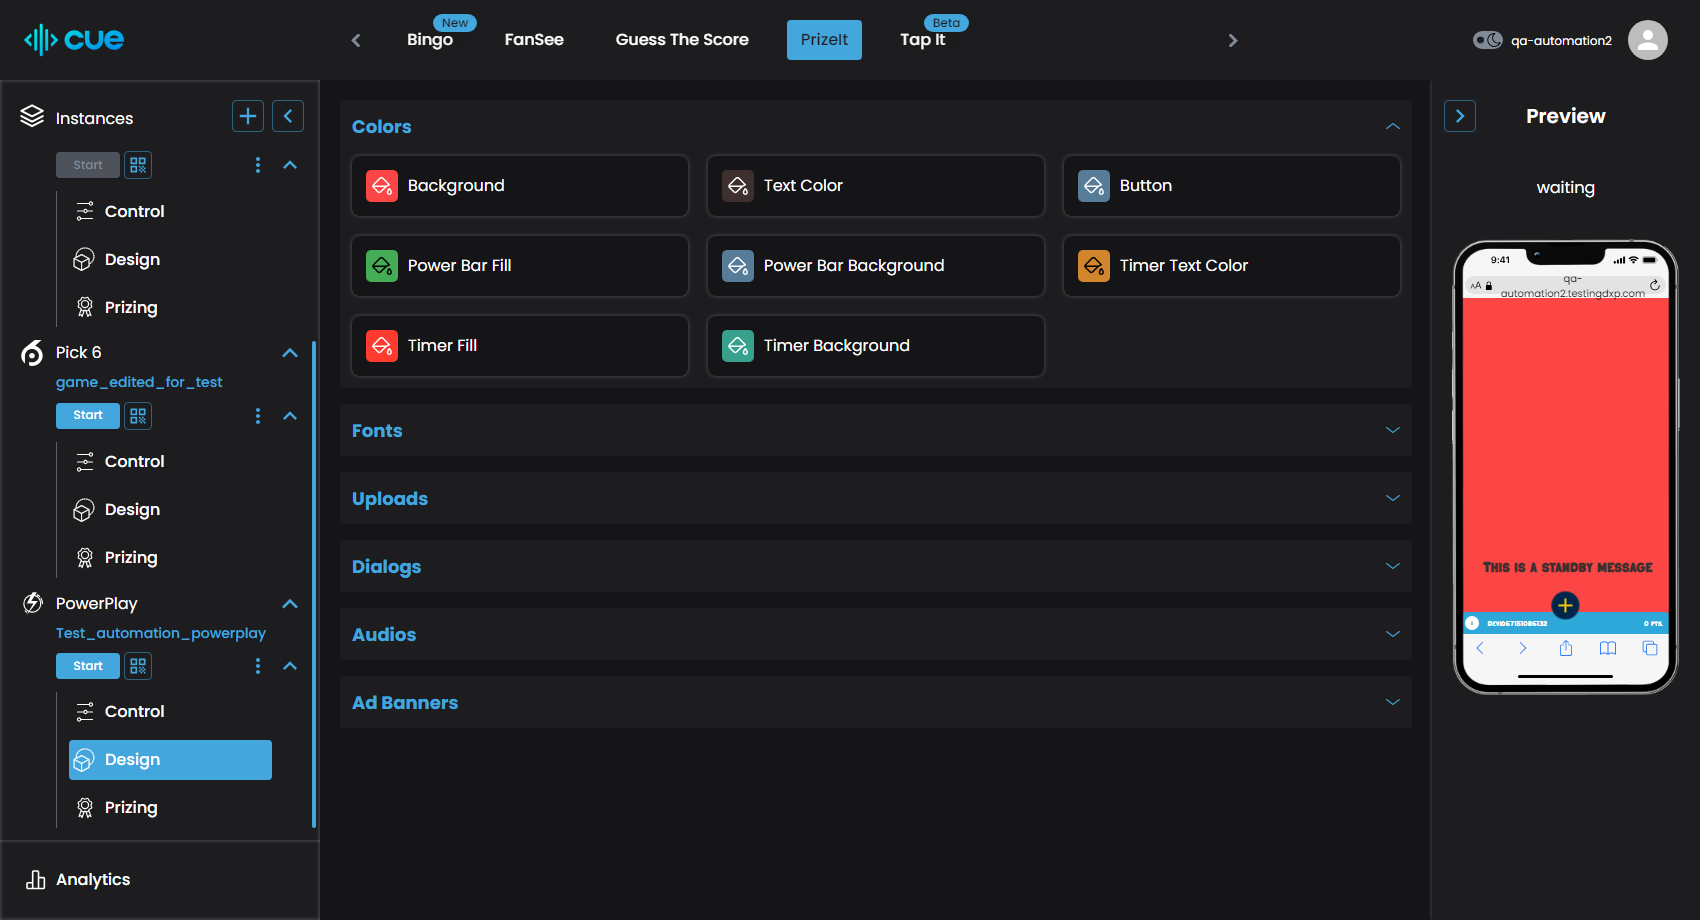 cue
Bingo
New
FanSee
Guess The Score
PrizeIt
Tap It
Beta
qa-automation2
Instances
Start
Control
Design
Prizing
Pick 6
game_edited_for_test
Start
Control
Design
Prizing
PowerPlay
Test_automation_powerplay
Start
Control
Design
Prizing
Analytics
Colors
Background
Text Color
Button
Power Bar Fill
Power Bar Background
Timer Text Color
Timer Fill
Timer Background
Fonts
Uploads
Dialogs
Audios
Ad Banners
Preview
waiting
9:41
AA
qa-
automation2.testingdxp.com
This is a standby message
0 PTS.